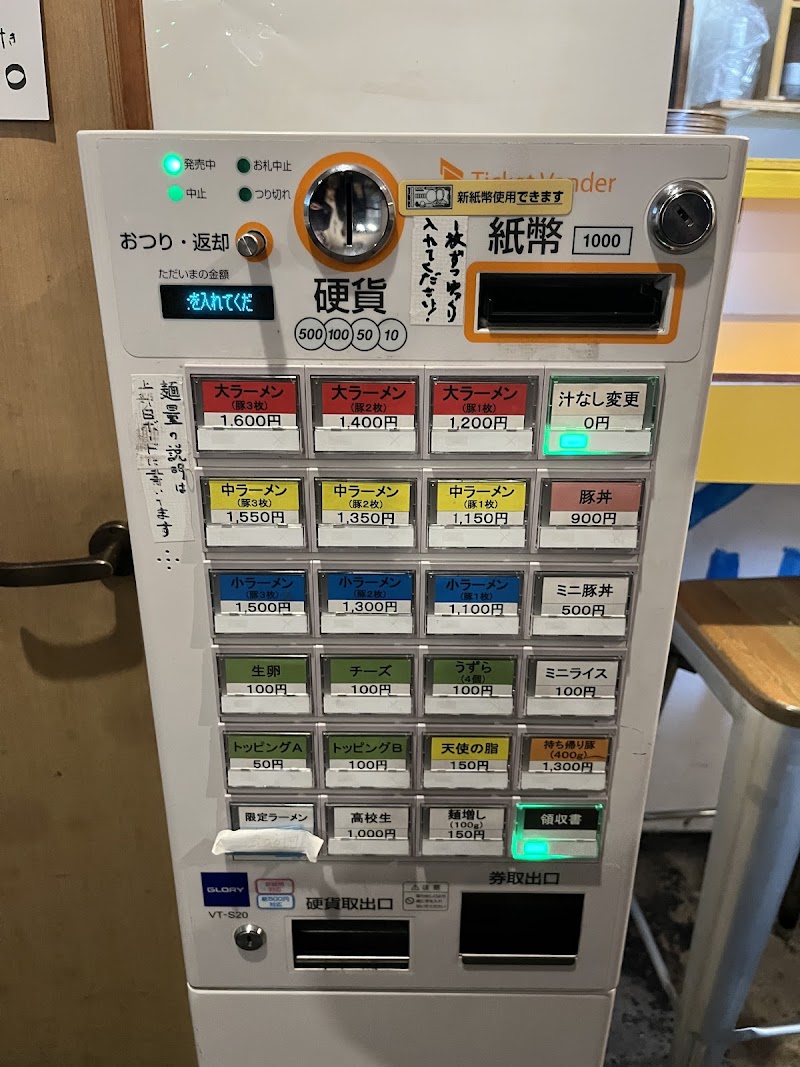 発売中
お札中止
中止
つり切れ
Ticket Vender
新紙幣使用できます
おつり・返却
ただいまの金額
を入れてくだ
硬貨
500 100 50 10
一枚ずつゆっくり
入れてください!
紙幣
1000
麺量の説明は
大ラーメン
(豚3枚)
1,600円
大ラーメン
(豚2枚)
1,400円
大ラーメン
(豚1枚)
1,200円
汁なし変更
0円
中ラーメン
(豚3枚)
1,550円
中ラーメン
(豚2枚)
1,350円
中ラーメン
(豚1枚)
1,150円
豚丼
900円
小ラーメン
(豚3枚)
1,500円
小ラーメン
(豚2枚)
1,300円
小ラーメン
(豚1枚)
1,100円
ミニ豚丼
500円
生卵
100円
チーズ
100円
うずら
(4個)
100円
ミニライス
100円
トッピングA
50円
トッピングB
100円
天使の脂
150円
持ち帰り豚
(400g)
1,300円
限定ラーメン
高校生
1,000円
麺増し
(100g)
150円
領収書
GLORY
VT-S20
硬貨取出口
券取出口